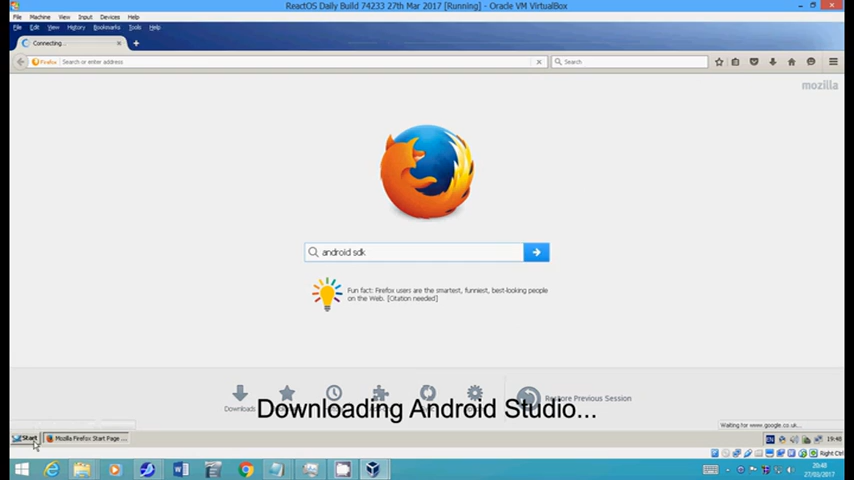 ReactOS Daily Build 74233 27th Mar 2017 [Running] - Oracle VM VirtualBox
File Machine View Input Devices Help
File Edit View History Bookmarks Tools Help
Connecting...
Firefox Search or enter address
Search
mozilla
android sdk
Fun fact: Firefox users are the smartest, funniest, best-looking people
on the Web. [Citation needed]
Downloads
Restore Previous Session
Downloading Android Studio...
Waiting for www.google.co.uk...
Start Mozilla Firefox Start Page ...
EN 19:48
Right Ctrl
20:48
27/03/2017